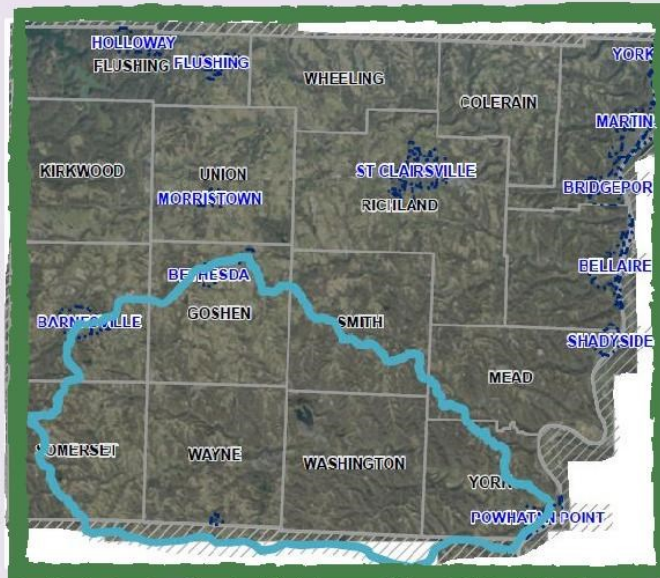 HOLLOWAY
FLUSHING FLUSHING
YORK
WHEELING
COLERAIN
MARTIN
KIRKWOOD
UNION
ST CLAIRSVILLE
MORRISTOWN
BRIDGEPOR
RICHLAND
BETHESDA
BELLAIRE
GOSHEN
BARNESVILLE
SMITH
SHADYSIDE
MEAD
SOMERSET
WAYNE
WASHINGTON
YORK
POWHATAN POINT